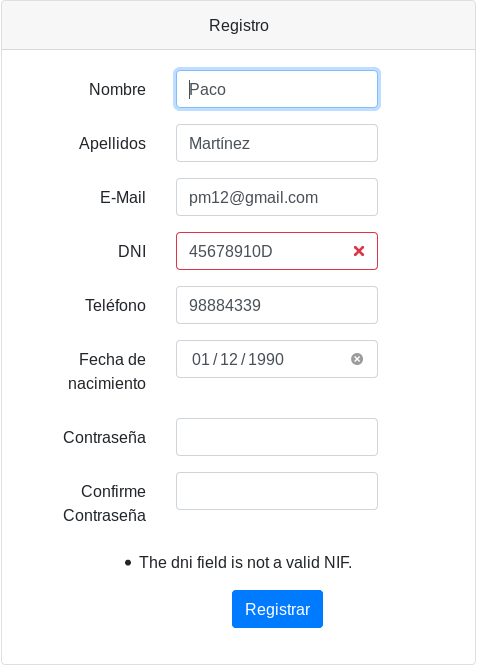 Registro
Nombre Paco
Apellidos Martínez
E-Mail pm12@gmail.com
DNI 45678910D
Teléfono 98884339
Fecha de 01/12/1990
nacimiento
Contraseña
Confirme
Contraseña
• The dni field is not a valid NIF.
Registrar